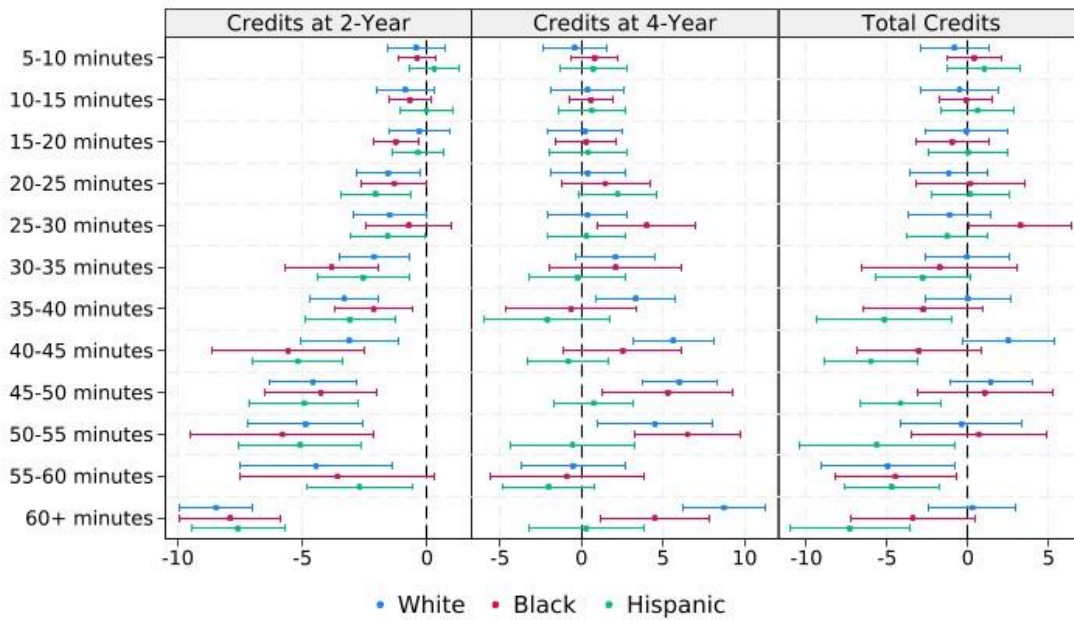 Credits at 2-Year Credits at 4-Year Total Credits
5-10 minutes
10-15 minutes
15-20 minutes
20-25 minutes
25-30 minutes
30-35 minutes
35-40 minutes
40-45 minutes
45-50 minutes
50-55 minutes
55-60 minutes
60+ minutes
-10 -5 0 -5 0 5 10 -5 0 5
White Black Hispanic